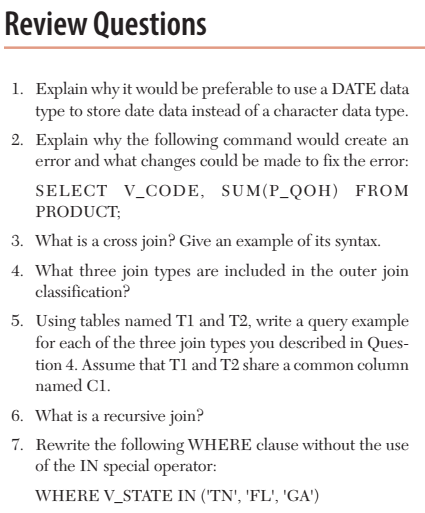 Review Questions
1. Explain why it would be preferable to use a DATE data
type to store date data instead of a character data type.
2. Explain why the following command would create an
error and what changes could be made to fix the error:
SELECT V_CODE, SUM(P_QOH) FROM
PRODUCT;
3. What is a cross join? Give an example of its syntax.
4. What three join types are included in the outer join
classification?
5. Using tables named T1 and T2, write a query example
for each of the three join types you described in Ques-
tion 4. Assume that T1 and T2 share a common column
named C1.
6. What is a recursive join?
7. Rewrite the following WHERE clause without the use
of the IN special operator:
WHERE V_STATE IN ('TN', 'FL', 'GA')